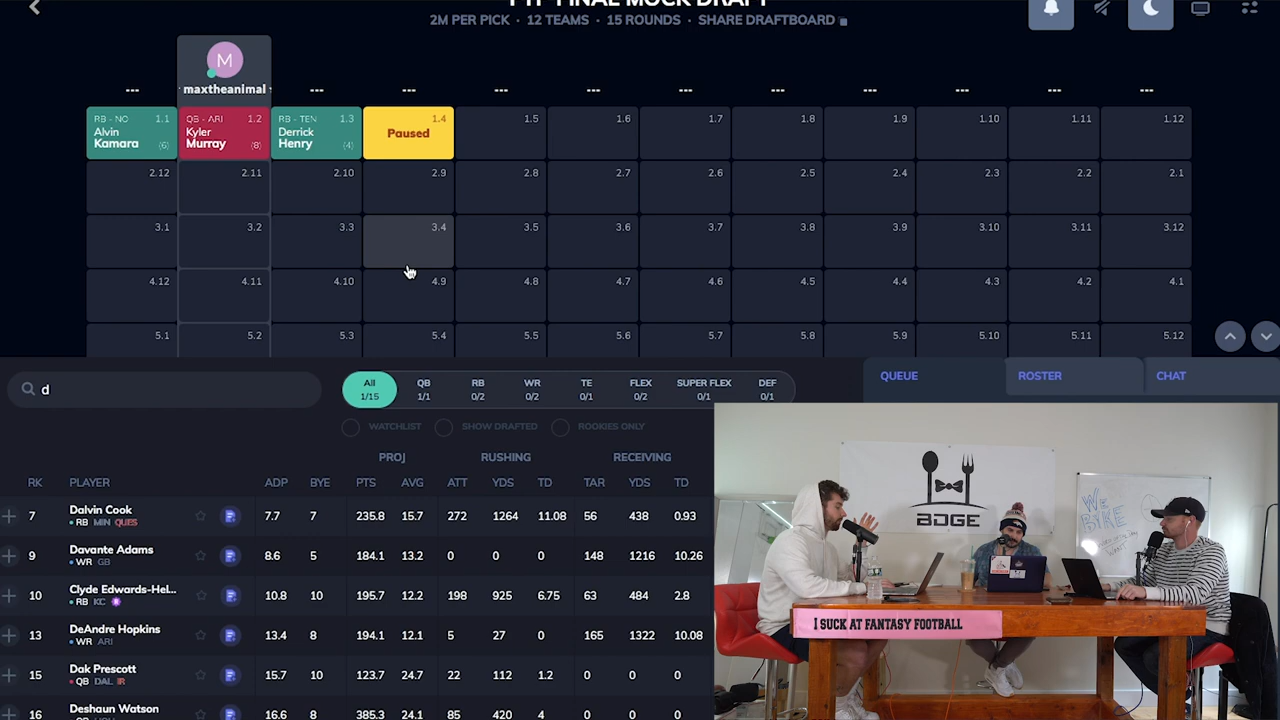 2M PER PICK · 12 TEAMS · 15 ROUNDS · SHARE DRAFTBOARD
M
--- maxtheanimal --- --- --- --- --- --- --- --- --- ---
RB - NO 1.1
Alvin
Kamara (6)
QB - ARI 1.2
Kyler
Murray (8)
RB - TEN 1.3
Derrick
Henry (4)
1.4
Paused
1.5 1.6 1.7 1.8 1.9 1.10 1.11 1.12
2.12 2.11 2.10 2.9 2.8 2.7 2.6 2.5 2.4 2.3 2.2 2.1
3.1 3.2 3.3 3.4 3.5 3.6 3.7 3.8 3.9 3.10 3.11 3.12
4.12 4.11 4.10 4.9 4.8 4.7 4.6 4.5 4.4 4.3 4.2 4.1
5.1 5.2 5.3 5.4 5.5 5.6 5.7 5.8 5.9 5.10 5.11 5.12
d
All QB RB WR TE FLEX SUPER FLEX DEF
1/15 1/1 0/2 0/2 0/1 0/2 0/1 0/1
QUEUE ROSTER CHAT
WATCHLIST SHOW DRAFTED ROOKIES ONLY
PROJ RUSHING RECEIVING
RK PLAYER ADP BYE PTS AVG ATT YDS TD TAR YDS TD
7 Dalvin Cook 7.7 7 235.8 15.7 272 1264 11.08 56 438 0.93
RB MIN QUES
9 Davante Adams 8.6 5 184.1 13.2 0 0 0 148 1216 10.26
WR GB
10 Clyde Edwards-Hel... 10.8 10 195.7 12.2 198 925 6.75 63 484 2.8
RB KC
13 DeAndre Hopkins 13.4 8 194.1 12.1 5 27 0 165 1322 10.08
WR ARI
15 Dak Prescott 15.7 10 123.7 24.7 22 112 1.2 0 0 0
QB DAL IR
16 Deshaun Watson 16.6 8 385.3 24.1 85 420 4 0 0 0
BDGE
WE
I SUCK AT FANTASY FOOTBALL